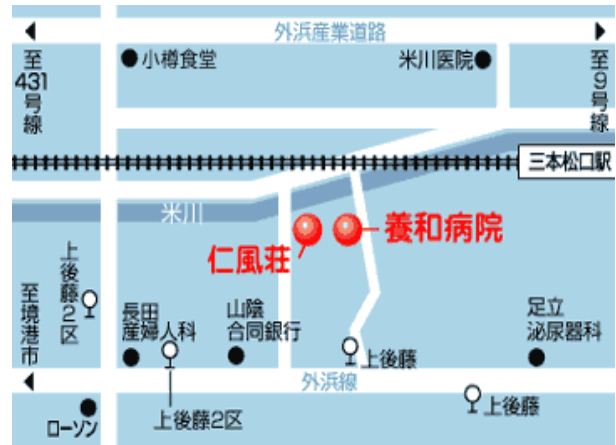 外浜産業道路
至431号線
小樽食堂
米川医院
至9号線
三本松口駅
米川
仁風荘
養和病院
上後藤2区
至境港市
長田
産婦人科
山陰
合同銀行
足立
泌尿器科
上後藤
外浜線
上後藤2区
上後藤
ローソン